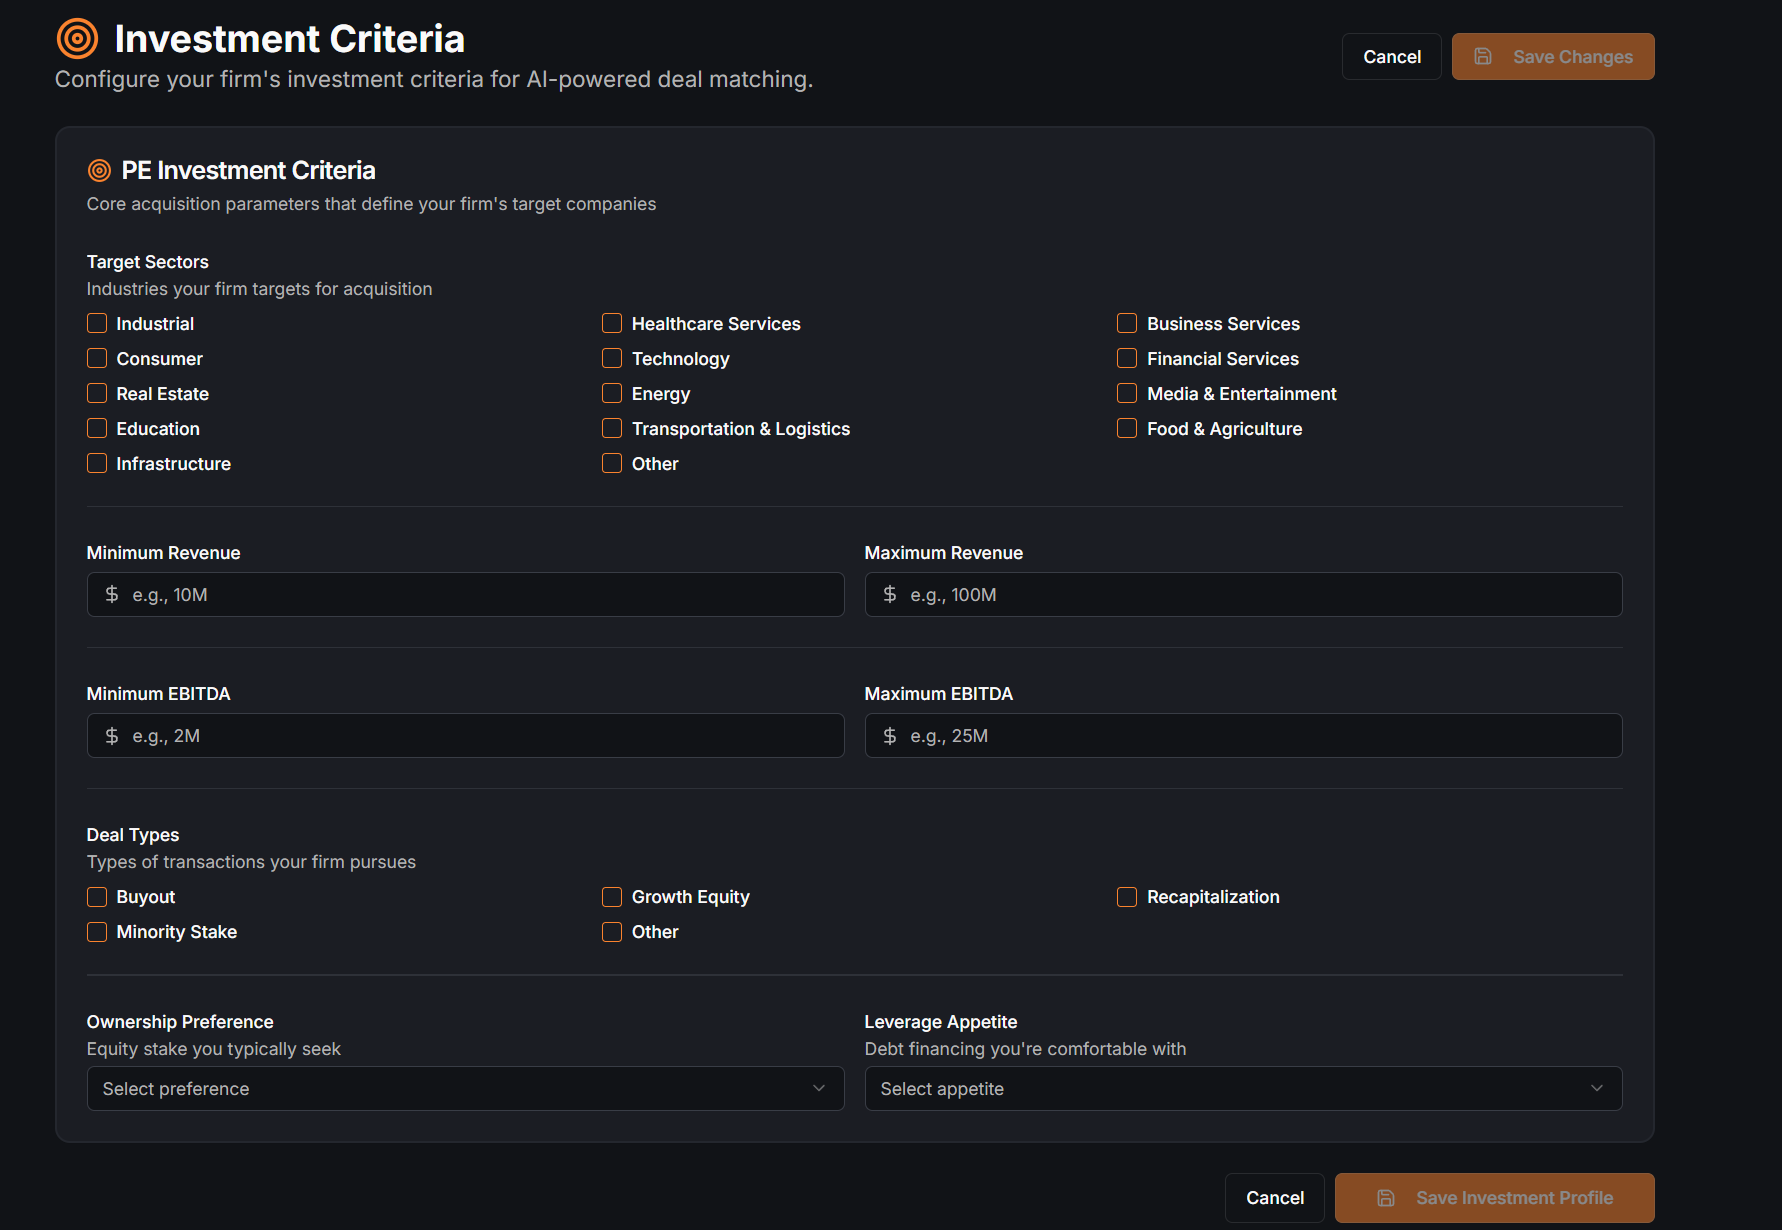 Investment Criteria
Configure your firm's investment criteria for AI-powered deal matching.
Cancel
Save Changes
PE Investment Criteria
Core acquisition parameters that define your firm's target companies
Target Sectors
Industries your firm targets for acquisition
Industrial
Healthcare Services
Business Services
Consumer
Technology
Financial Services
Real Estate
Energy
Media & Entertainment
Education
Transportation & Logistics
Food & Agriculture
Infrastructure
Other
Minimum Revenue
Maximum Revenue
$ e.g., 10M
$ e.g., 100M
Minimum EBITDA
Maximum EBITDA
$ e.g., 2M
$ e.g., 25M
Deal Types
Types of transactions your firm pursues
Buyout
Growth Equity
Recapitalization
Minority Stake
Other
Ownership Preference
Leverage Appetite
Equity stake you typically seek
Debt financing you're comfortable with
Select preference
Select appetite
Cancel
Save Investment Profile